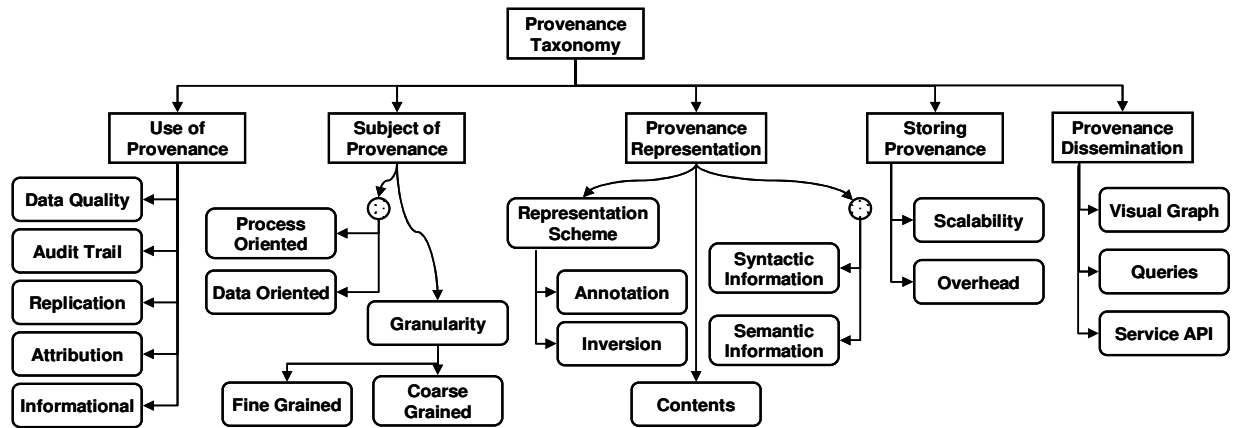 Provenance
Taxonomy
Use of
Provenance
Subject of
Provenance
Provenance
Representation
Storing
Provenance
Provenance
Dissemination
Data Quality
Audit Trail
Replication
Attribution
Informational
Process
Oriented
Data Oriented
Granularity
Fine Grained
Coarse
Grained
Representation
Scheme
Annotation
Inversion
Contents
Syntactic
Information
Semantic
Information
Scalability
Overhead
Visual Graph
Queries
Service API